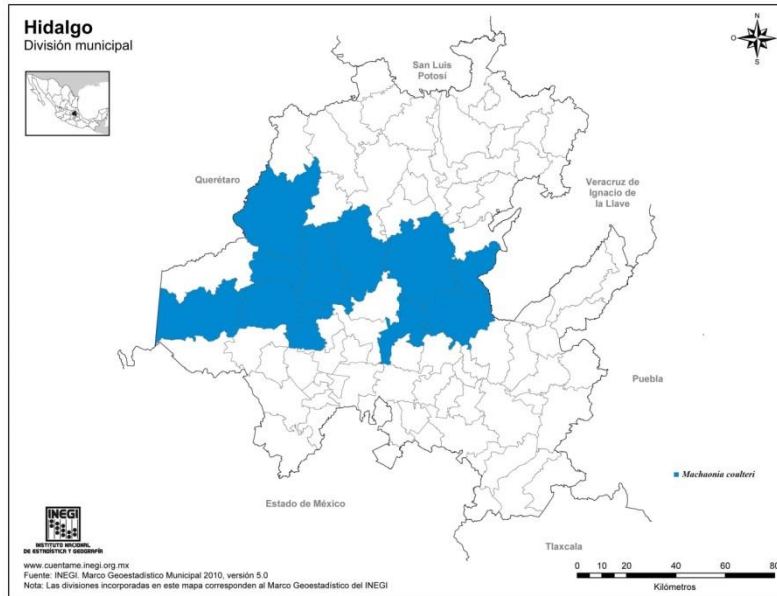 Hidalgo
División municipal
N
O
E
S
San Luis
Potosí
Querétaro
Veracruz de
Ignacio de
la Llave
Puebla
Machaonia coulteri
Estado de México
Tlaxcala
INEGI
INSTITUTO NACIONAL
DE ESTADÍSTICA Y GEOGRAFÍA
www.cuentame.inegi.org.mx
Fuente: INEGI. Marco Geoestadístico Municipal 2010, versión 5.0
Nota: Las divisiones incorporadas en este mapa corresponden al Marco Geoestadístico del INEGI
0 10 20 40 60 80
Kilómetros